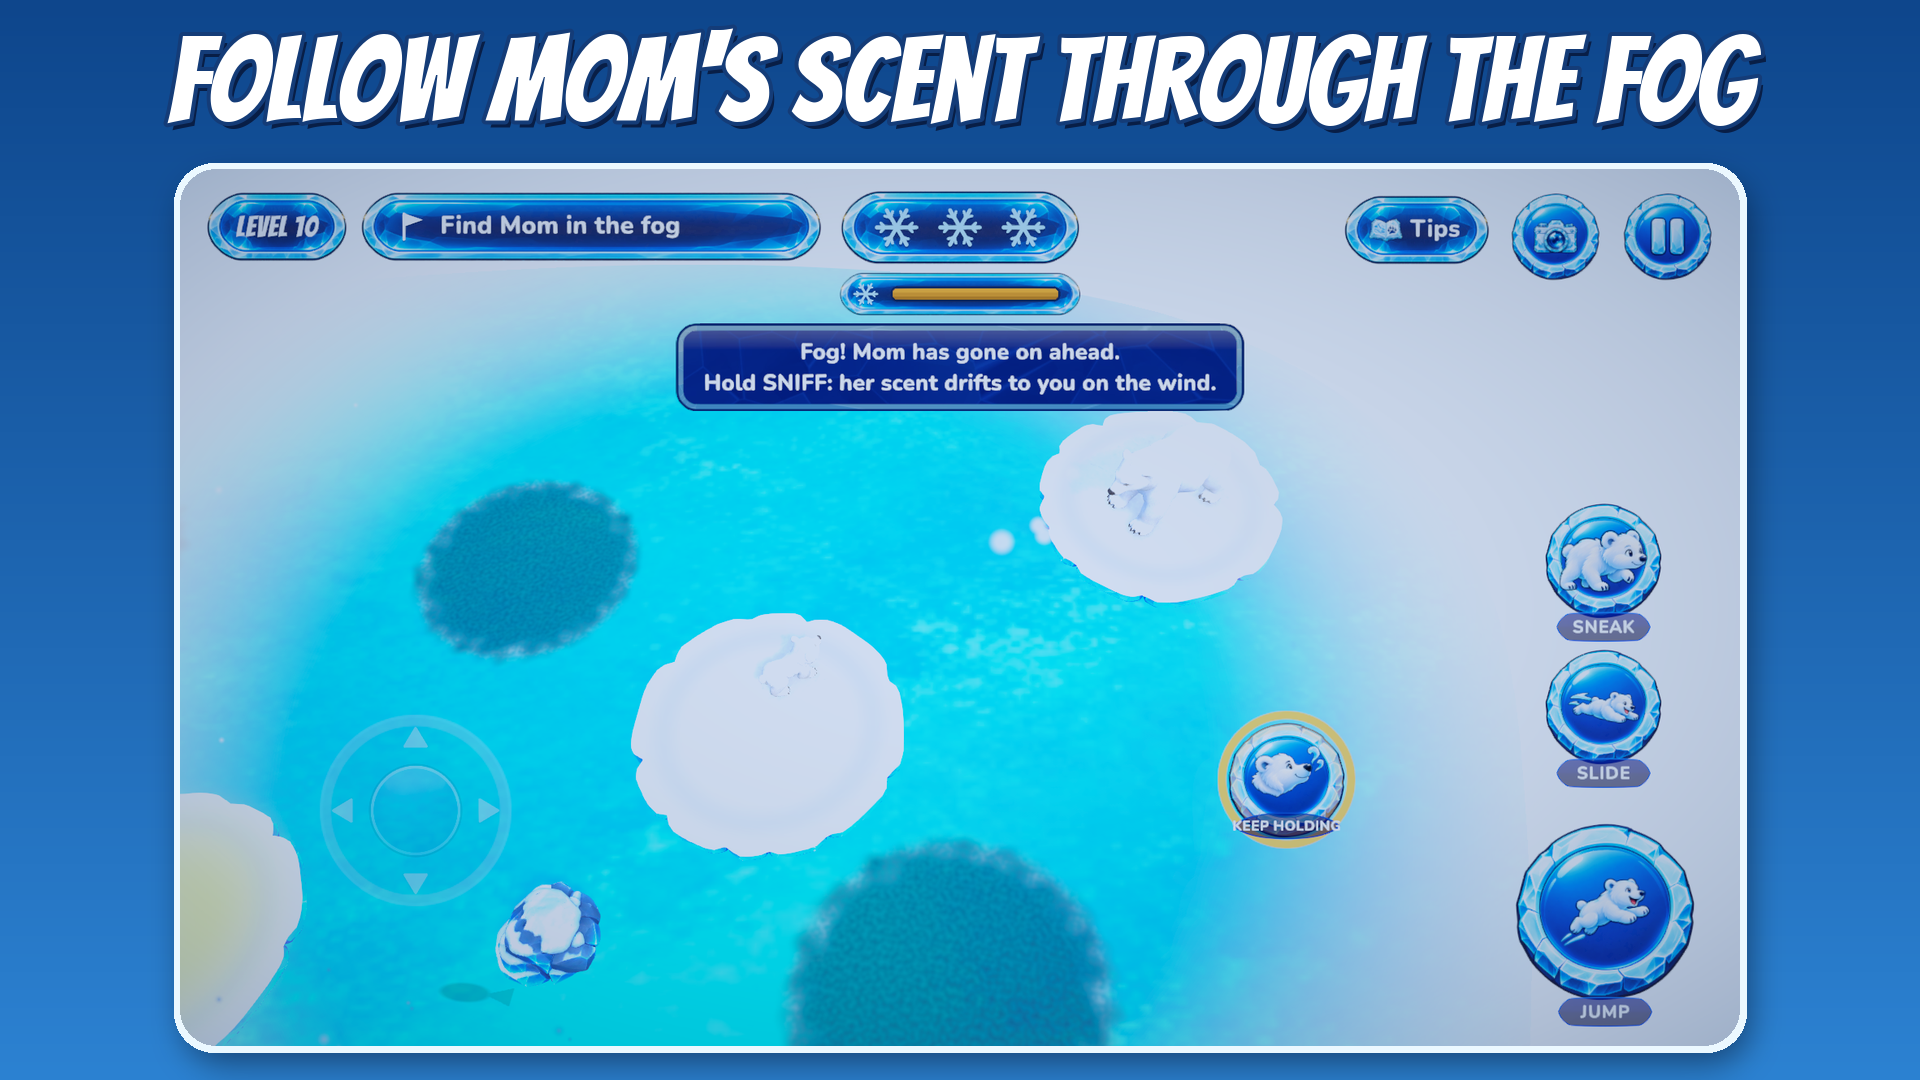 FOLLOW MOM'S SCENT THROUGH THE FOG
LEVEL 10
Find Mom in the fog
Tips
Fog! Mom has gone on ahead.
Hold SNIFF: her scent drifts to you on the wind.
SNEAK
SLIDE
KEEP HOLDING
JUMP